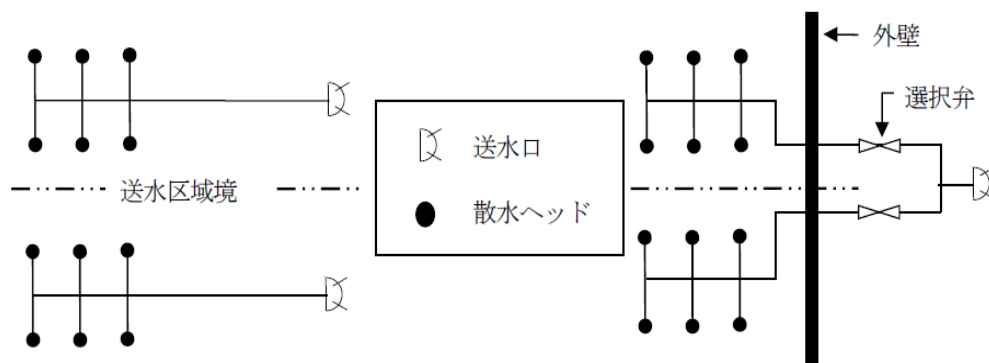 外壁
選択弁
送水口
送水区域境
散水ヘッド